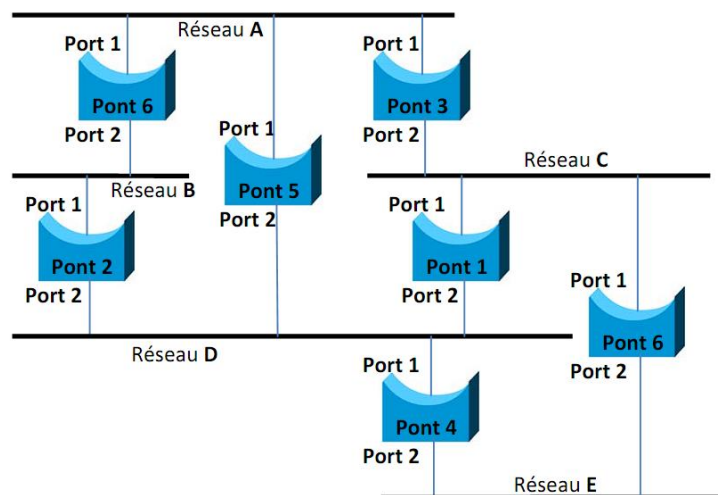 Réseau A
Port 1
Pont 6
Port 2
Port 1
Pont 3
Port 2
Port 1
Pont 5
Port 2
Réseau B
Réseau C
Port 1
Pont 2
Port 2
Port 1
Pont 1
Port 2
Port 1
Pont 6
Port 2
Réseau D
Port 1
Pont 4
Port 2
Réseau E